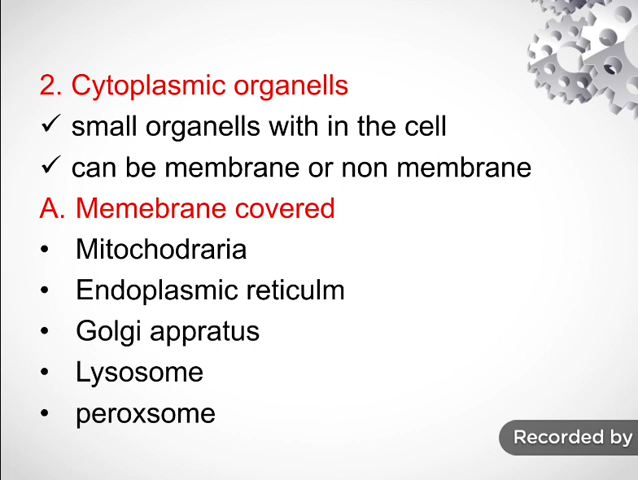 2. Cytoplasmic organells
✓ small organells with in the cell
✓ can be membrane or non membrane
A. Memebrane covered
• Mitochodraria
• Endoplasmic reticulm
• Golgi appratus
• Lysosome
• peroxsome
Recorded by